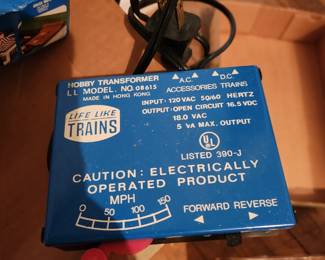 HOBBY TRANSFORMER
LL MODEL NO. 08615
MADE IN HONG KONG
A.C. D.C.
ACCESSORIES TRAINS
INPUT: 120 VAC 50/60 HERTZ
OUTPUT: OPEN CIRCUIT 16.5 VDC
18.0 VAC
5 VA MAX. OUTPUT
LIFE LIKE
TRAINS
UL
LISTED 390-J
CAUTION: ELECTRICALLY
OPERATED PRODUCT
MPH
0 50 100 150
FORWARD REVERSE